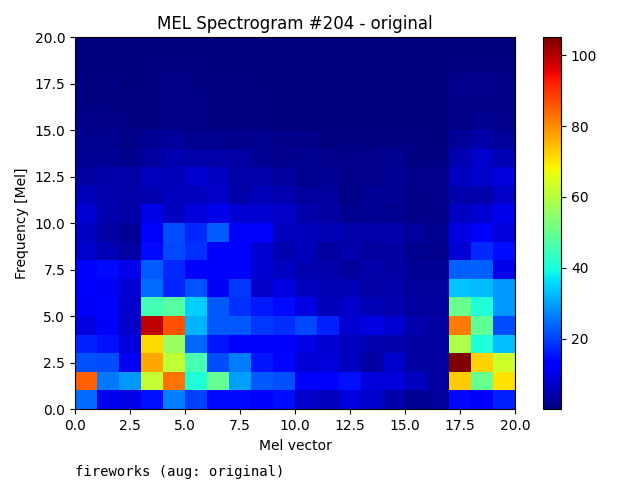 MEL Spectrogram #204 - original
20.0
17.5
15.0
12.5
10.0
7.5
5.0
2.5
0.0
Frequency [Mel]
0.0 2.5 5.0 7.5 10.0 12.5 15.0 17.5 20.0
Mel vector
100
80
60
40
20
fireworks (aug: original)